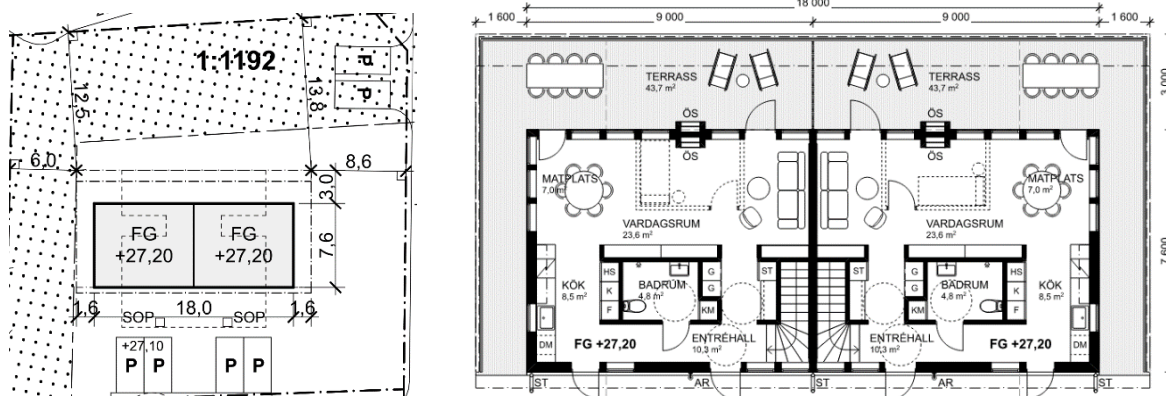 1:1192
P
P
12,5
13,8
6,0
8,6
3,0
FG
+27,20
FG
+27,20
7,6
1,6
18,0
1,6
SOP
SOP
+27,10
P
P
P
P
18 000
1 600
9 000
9 000
1 600
TERRASS
43,7 m²
TERRASS
43,7 m²
3 000
ÖS
ÖS
ÖS
ÖS
MATPLATS
7,0 m²
MATPLATS
7,0 m²
VARDAGSRUM
23,6 m²
VARDAGSRUM
23,6 m²
7 600
KÖK
8,5 m²
HS
K
F
BADRUM
4,8 m²
G
G
KM
ST
ST
G
G
KM
BADRUM
4,8 m²
HS
K
F
KÖK
8,5 m²
DM
FG +27,20
ENTRÉHALL
10,3 m²
ENTRÉHALL
10,3 m²
FG +27,20
DM
ST
AR
ST
AR
ST